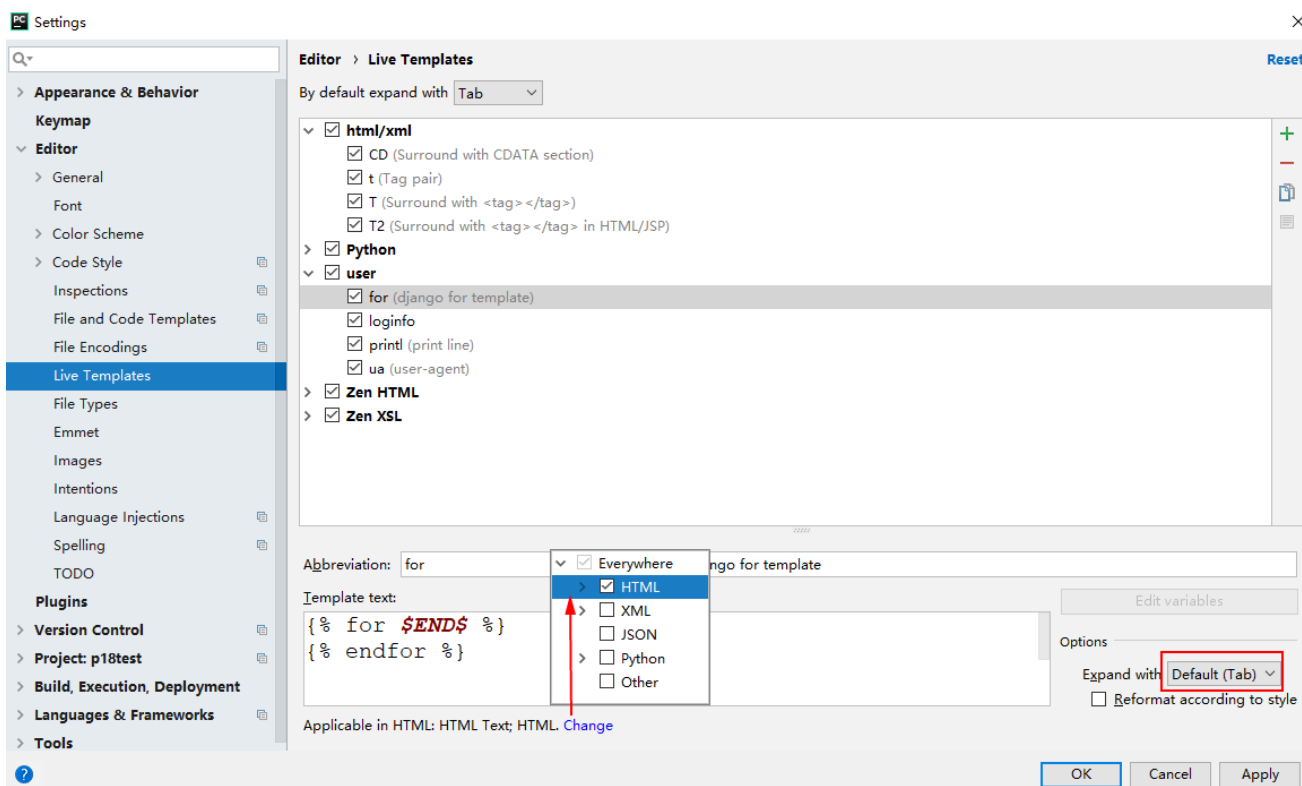 PC Settings
Editor > Live Templates
Reset
By default expand with Tab
Appearance & Behavior
Keymap
Editor
General
Font
Color Scheme
Code Style
Inspections
File and Code Templates
File Encodings
Live Templates
File Types
Emmet
Images
Intentions
Language Injections
Spelling
TODO
Plugins
Version Control
Project: p18test
Build, Execution, Deployment
Languages & Frameworks
Tools
html/xml
CD (Surround with CDATA section)
t (Tag pair)
T (Surround with <tag></tag>)
T2 (Surround with <tag></tag> in HTML/JSP)
Python
user
for (django for template)
loginfo
printl (print line)
ua (user-agent)
Zen HTML
Zen XSL
Abbreviation: for
ngo for template
Everywhere
HTML
XML
JSON
Python
Other
Template text:
{% for $END$ %}
{% endfor %}
Edit variables
Options
Expand with Default (Tab)
Reformat according to style
Applicable in HTML: HTML Text; HTML. Change
?
OK
Cancel
Apply